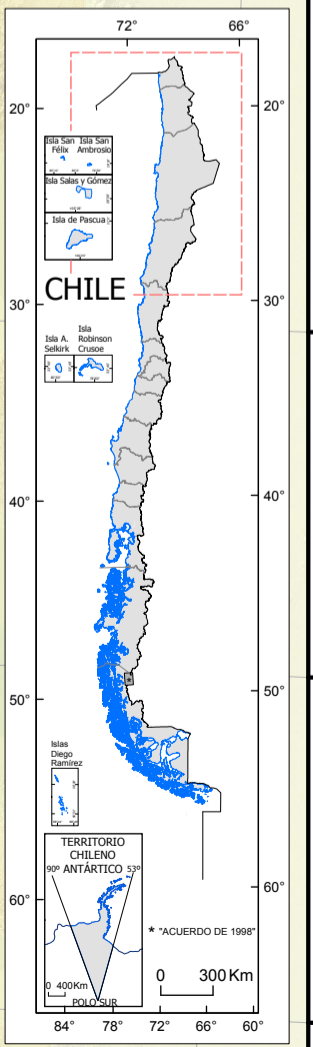 72° 66°
20° 20°
Isla San Félix
Isla San Ambrosio
Isla Salas y Gómez
Isla de Pascua
CHILE
30° 30°
Isla A. Selkirk
Isla Robinson Crusoe
40° 40°
*
50° 50°
Islas
Diego
Ramírez
TERRITORIO
CHILENO
ANTÁRTICO
90º 53º
60° 60°
* "ACUERDO DE 1998"
0 400Km
POLO SUR
0 300 Km
84° 78° 72° 66° 60°